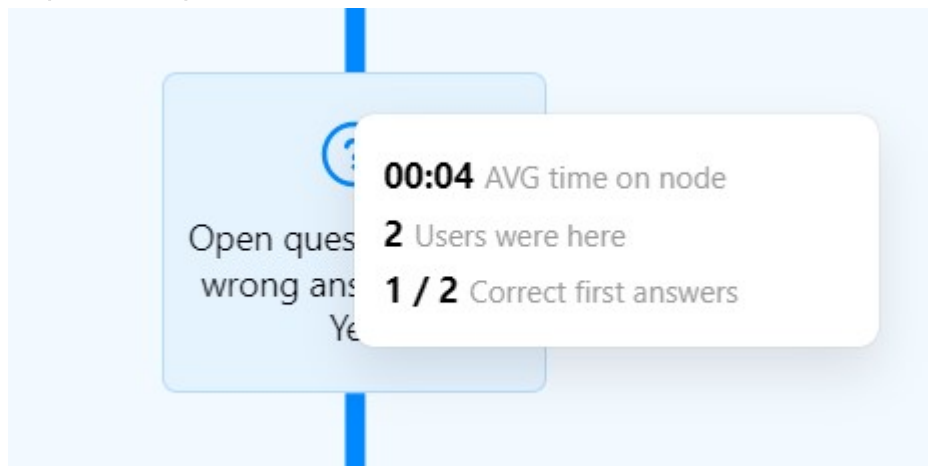 ?
Open ques
wrong ans
Ye
00:04 AVG time on node
2 Users were here
1 / 2 Correct first answers